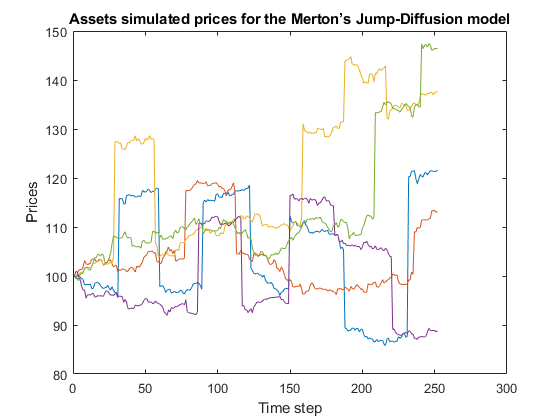 Assets simulated prices for the Merton's Jump-Diffusion model
150
140
130
120
110
100
90
80
Prices
0 50 100 150 200 250 300
Time step